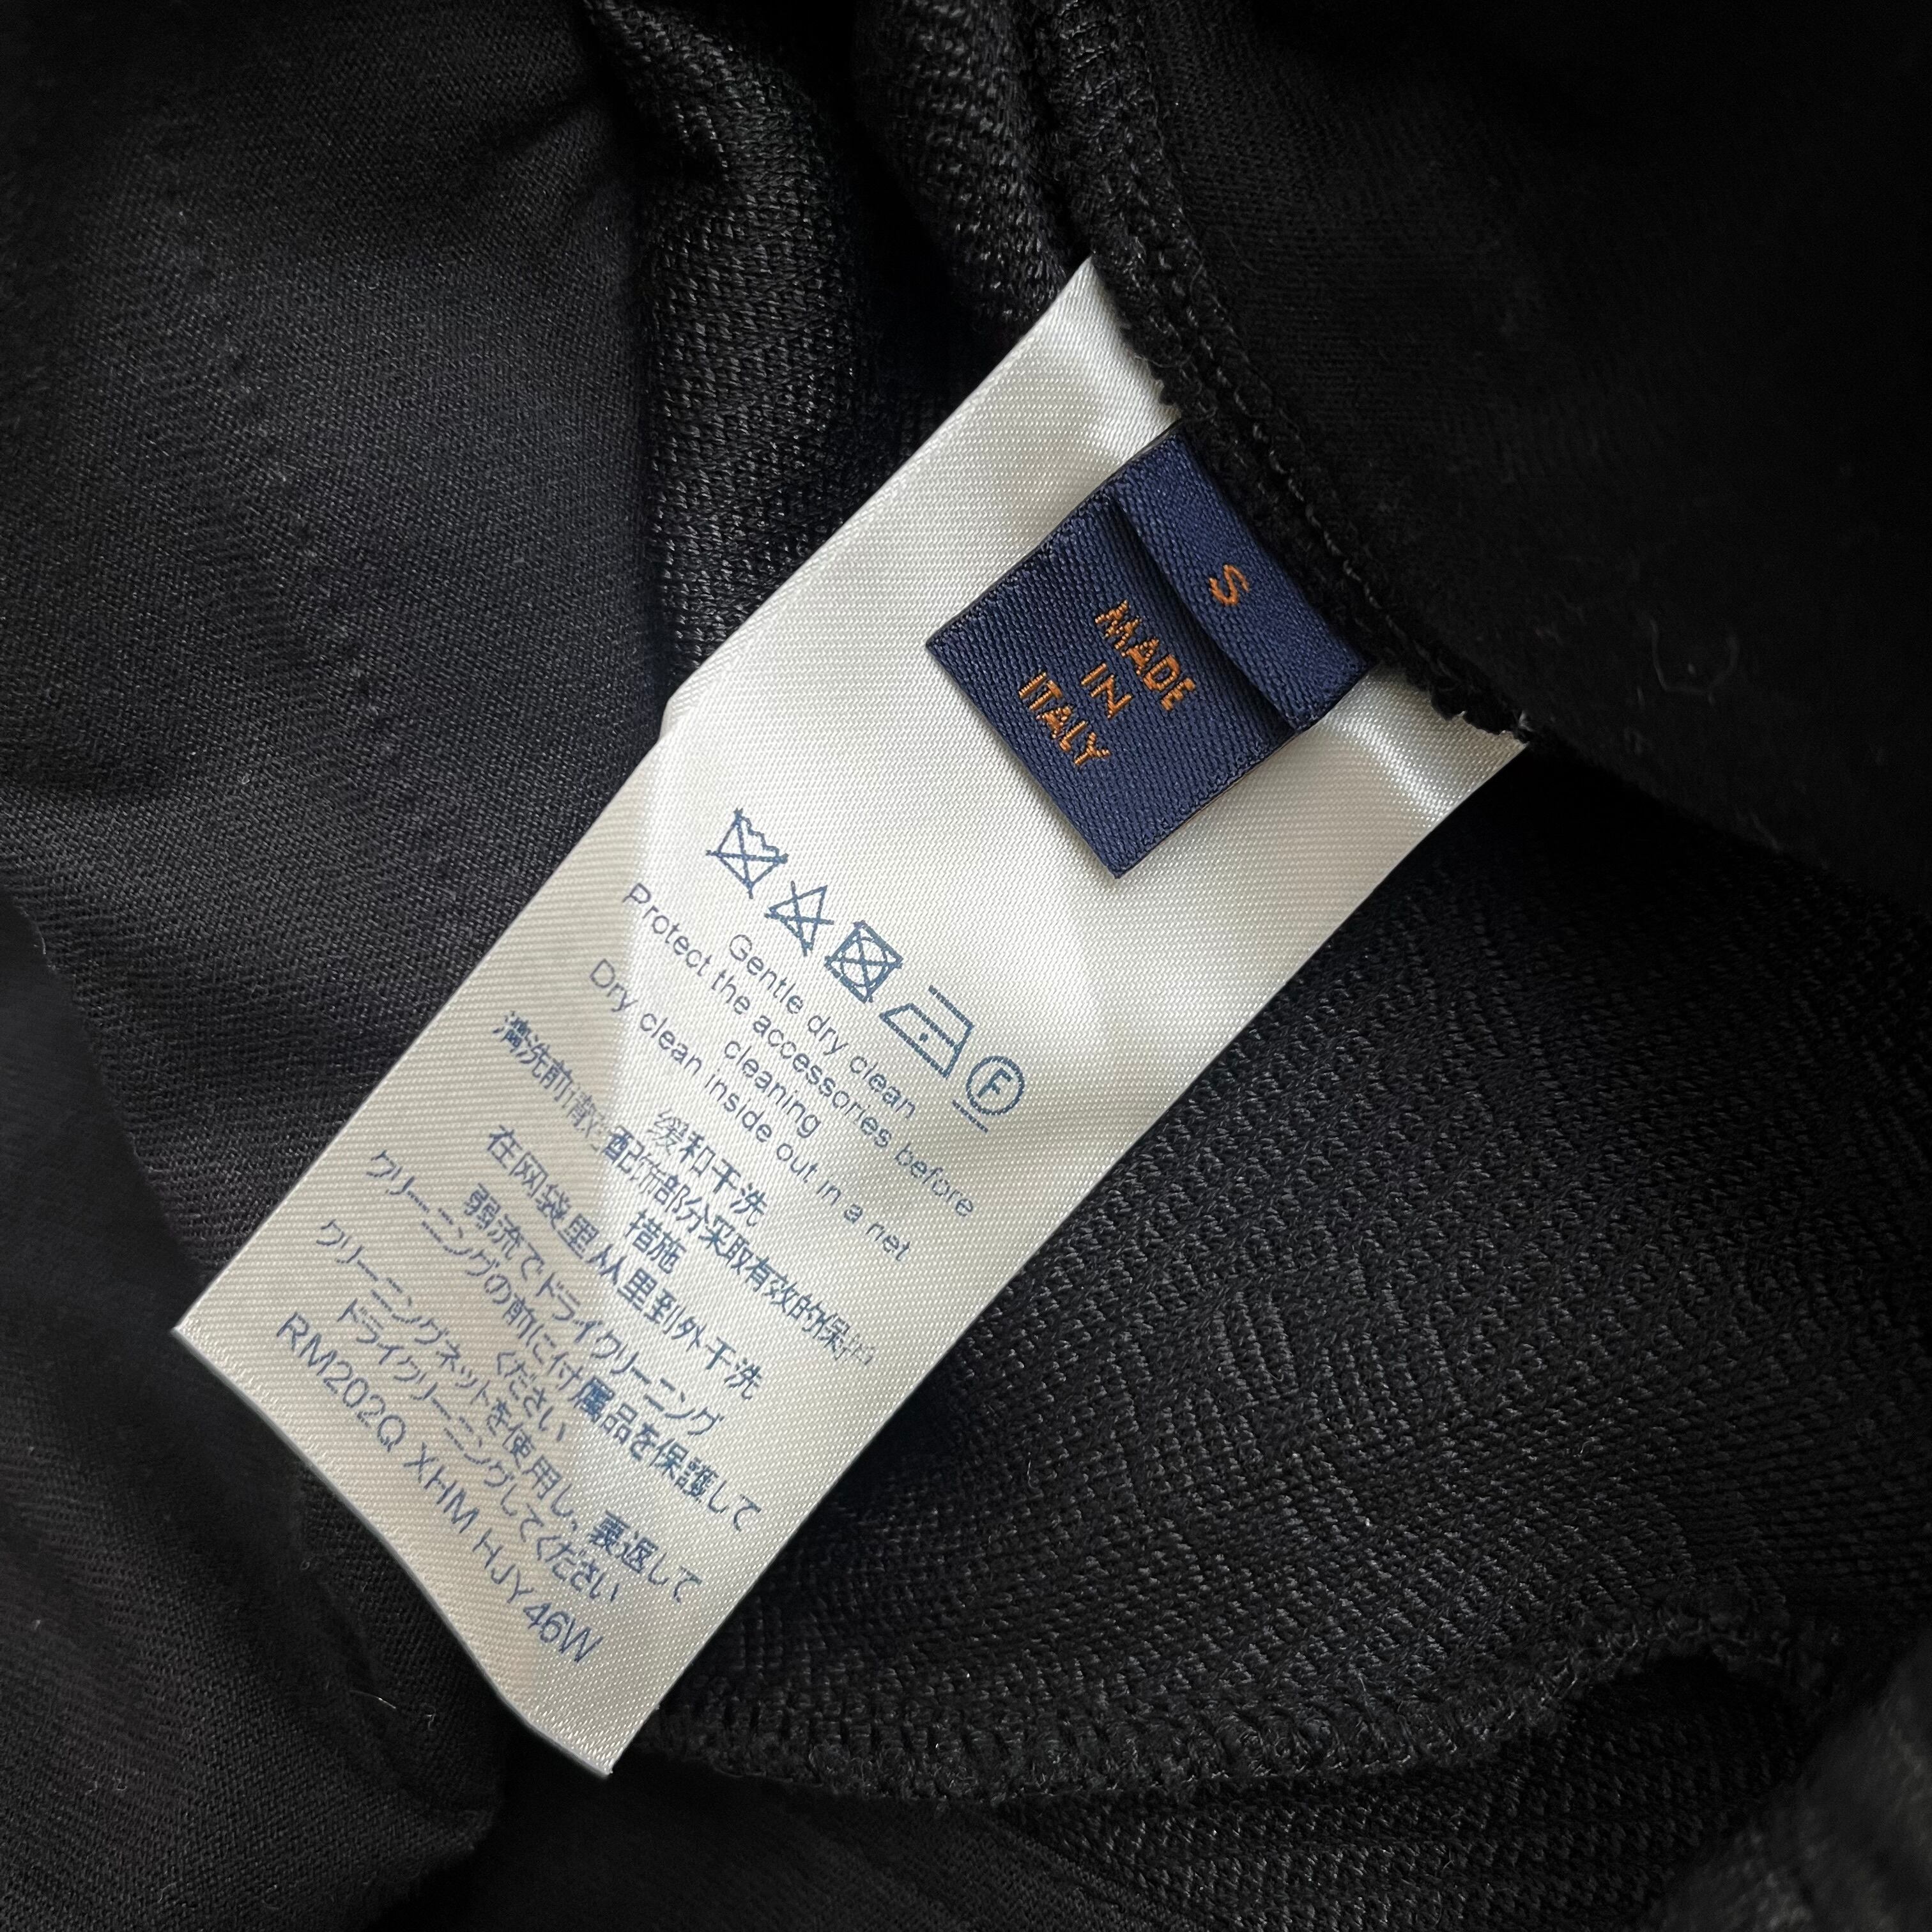 S
MADE
IN
ITALY
F
Gentle dry clean
Protect the accessories before
cleaning
Dry clean inside out in a net
缓和干洗
清洗前请对配饰部分采取有效的保护
措施
在网袋里从里到外干洗
弱流でドライクリーニング
クリーニングの前に付属品を保護して
ください
クリーニングネットを使用し、裏返して
ドライクリーニングしてください
RM202Q XHM HJY46W